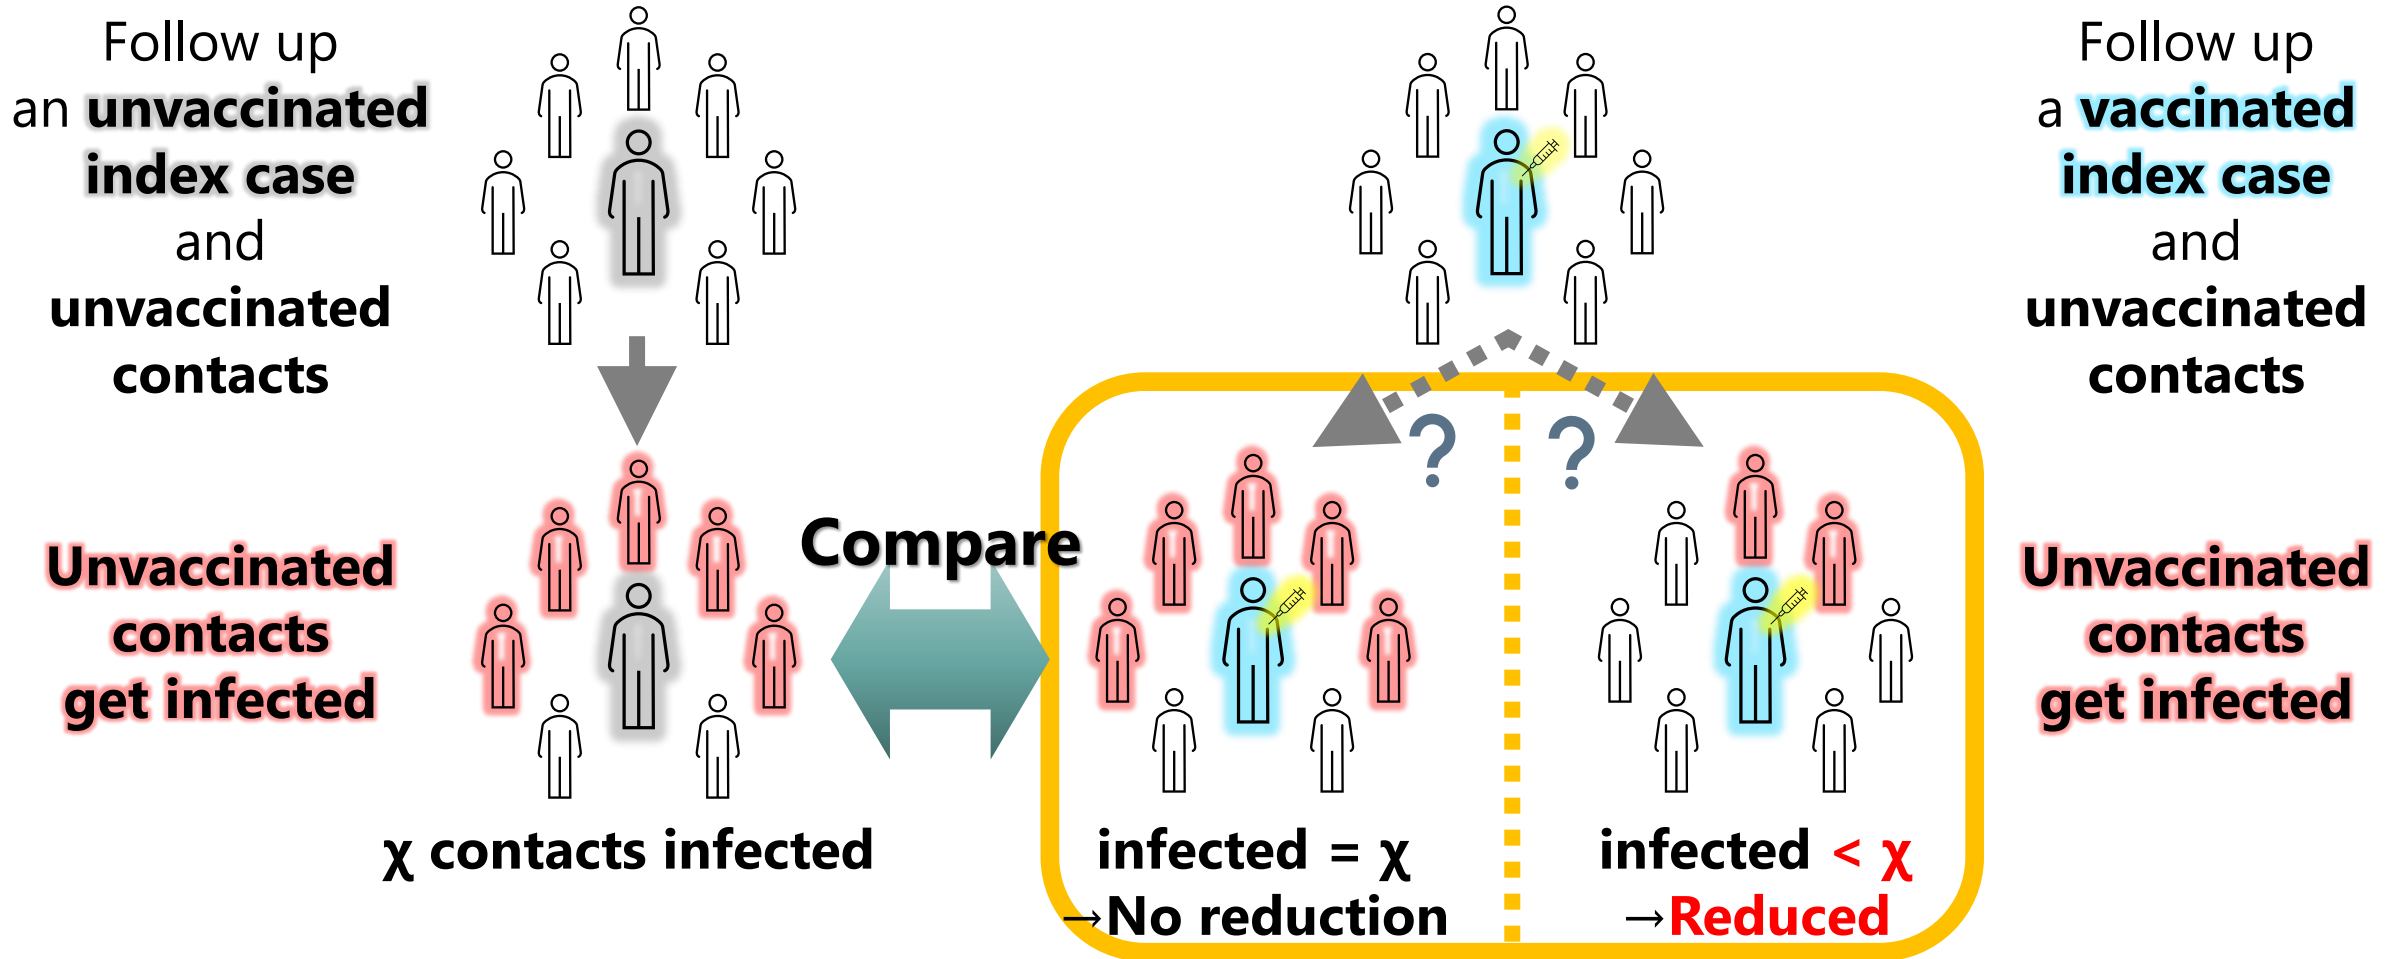 Follow up
an unvaccinated
index case
and
unvaccinated
contacts
Follow up
a vaccinated
index case
and
unvaccinated
contacts
? ?
Unvaccinated
contacts
get infected
Compare
Unvaccinated
contacts
get infected
χ contacts infected
infected = χ
→No reduction
infected < χ
→Reduced